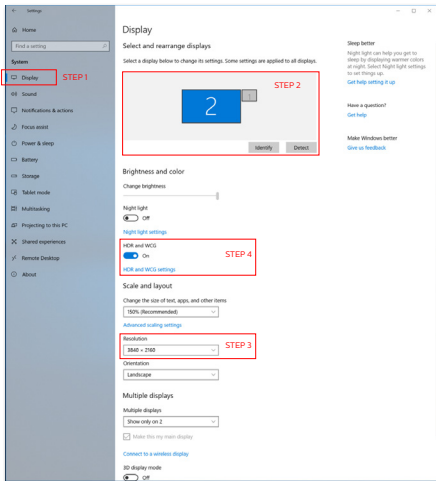 Settings
Home
Find a setting
System
Display
STEP 1
Sound
Notifications & actions
Focus assist
Power & sleep
Battery
Storage
Tablet mode
Multitasking
Projecting to this PC
Shared experiences
Remote Desktop
About
Display
Select and rearrange displays
Select a display below to change its settings. Some settings are applied to all displays.
STEP 2
2
1
Identify
Detect
Brightness and color
Change brightness
Night light
Off
Night light settings
HDR and WCG
On
STEP 4
HDR and WCG settings
Scale and layout
Change the size of text, apps, and other items
150% (Recommended)
Advanced scaling settings
Resolution
3840 × 2160
STEP 3
Orientation
Landscape
Multiple displays
Multiple displays
Show only on 2
Make this my main display
Connect to a wireless display
3D display mode
Off
Sleep better
Night light can help you get to
sleep by displaying warmer colors
at night. Select Night light settings
to set things up.
Get help setting it up
Have a question?
Get help
Make Windows better
Give us feedback